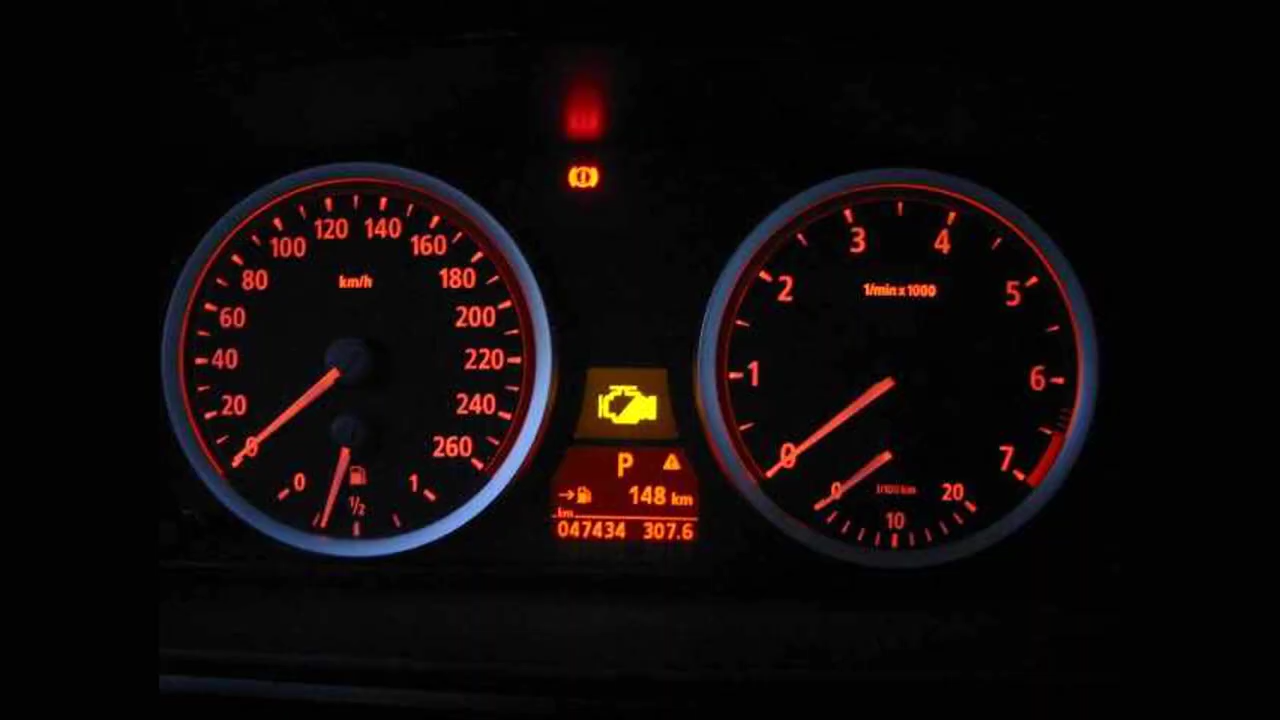 0 20 40 60 80 100 120 140 160 180 200 220 240 260
km/h
0 1/2 1
P
148 km
km
047434 307.6
0 1 2 3 4 5 6 7
1/min x 1000
0 10 20
l/100 km